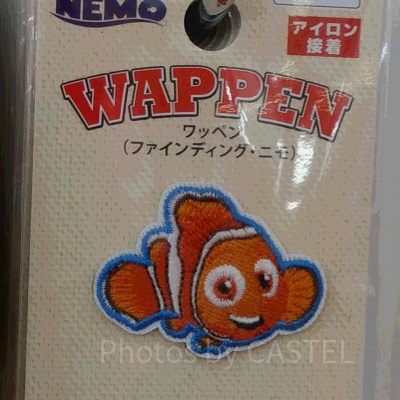 NEMO
アイロン
接着
WAPPEN
ワッペン
(ファインディング・ニモ)
Photos by CASTEL